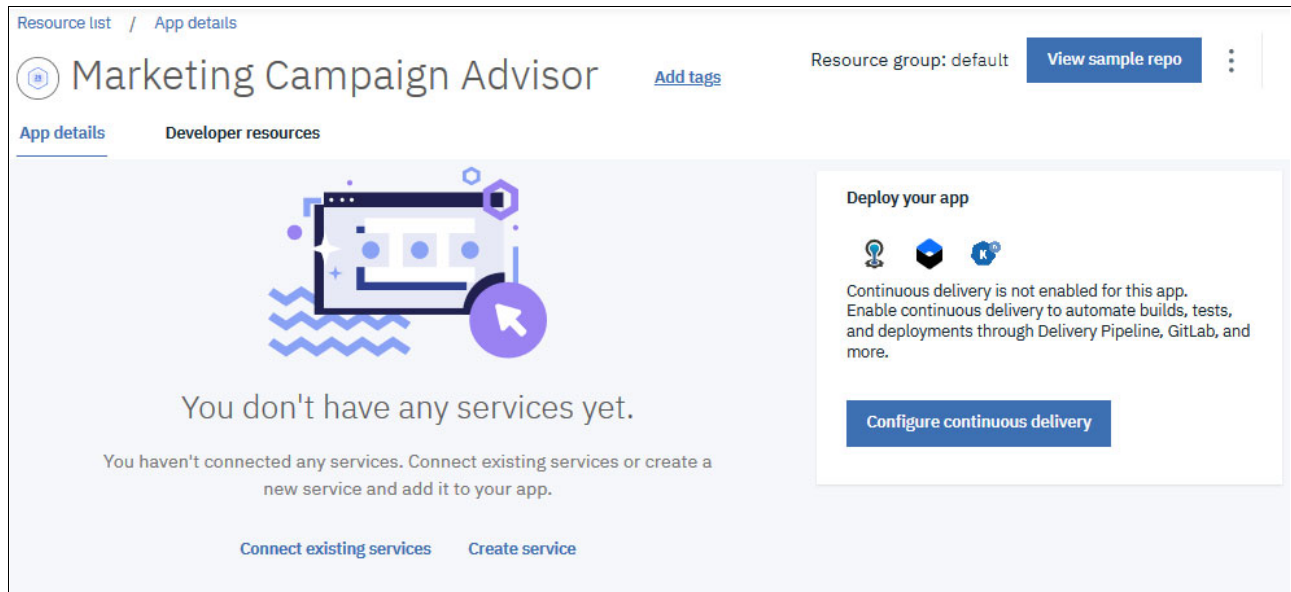 Resource list / App details
Marketing Campaign Advisor
Add tags
Resource group: default
View sample repo
App details
Developer resources
You don't have any services yet.
You haven't connected any services. Connect existing services or create a
new service and add it to your app.
Connect existing services
Create service
Deploy your app
K
Continuous delivery is not enabled for this app.
Enable continuous delivery to automate builds, tests,
and deployments through Delivery Pipeline, GitLab, and
more.
Configure continuous delivery